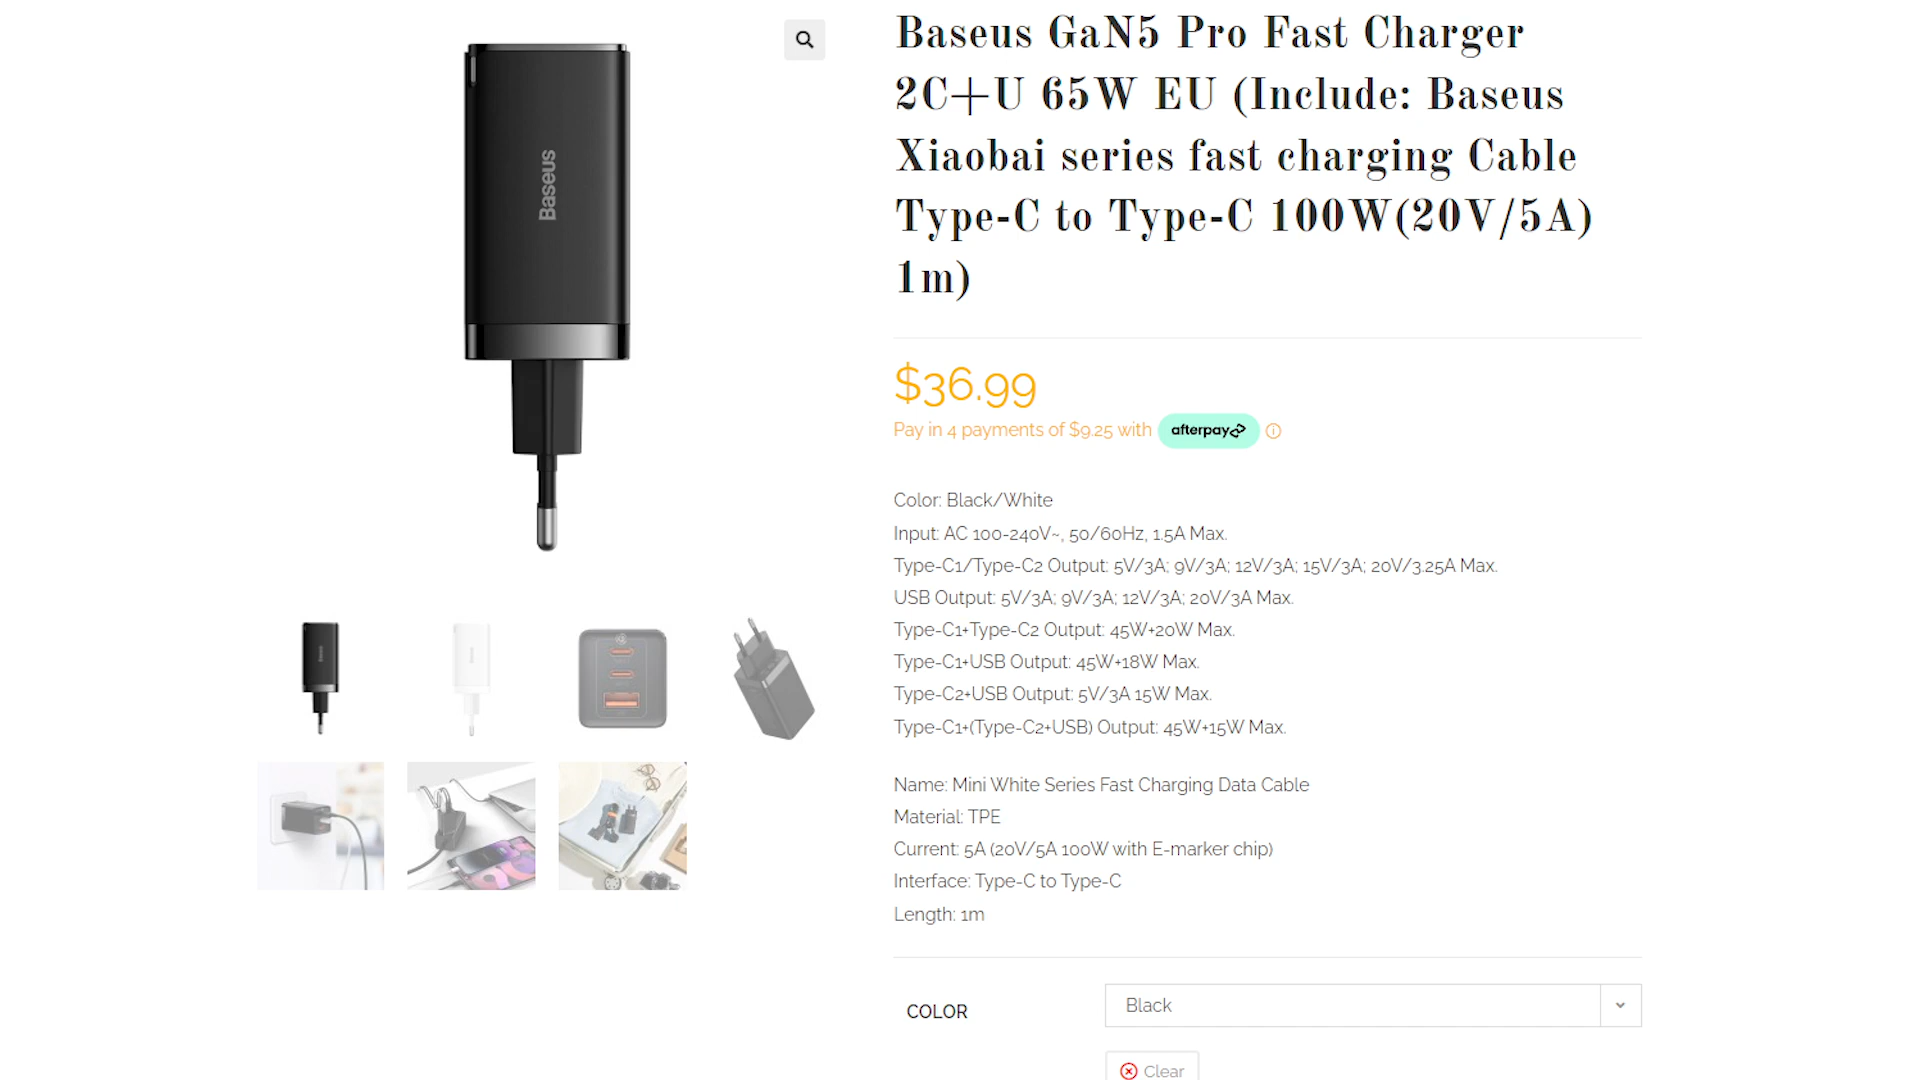 Baseus GaN5 Pro Fast Charger
2C+U 65W EU (Include: Baseus
Xiaobai series fast charging Cable
Type-C to Type-C 100W(20V/5A)
1m)
Baseus
$36.99
Pay in 4 payments of $9.25 with afterpay
Color: Black/White
Input: AC 100-240V~, 50/60Hz, 1.5A Max.
Type-C1/Type-C2 Output: 5V/3A; 9V/3A; 12V/3A; 15V/3A; 20V/3.25A Max.
USB Output: 5V/3A; 9V/3A; 12V/3A; 20V/3A Max.
Type-C1+Type-C2 Output: 45W+20W Max.
Type-C1+USB Output: 45W+18W Max.
Type-C2+USB Output: 5V/3A 15W Max.
Type-C1+(Type-C2+USB) Output: 45W+15W Max.
Name: Mini White Series Fast Charging Data Cable
Material: TPE
Current: 5A (20V/5A 100W with E-marker chip)
Interface: Type-C to Type-C
Length: 1m
COLOR
Black
Clear